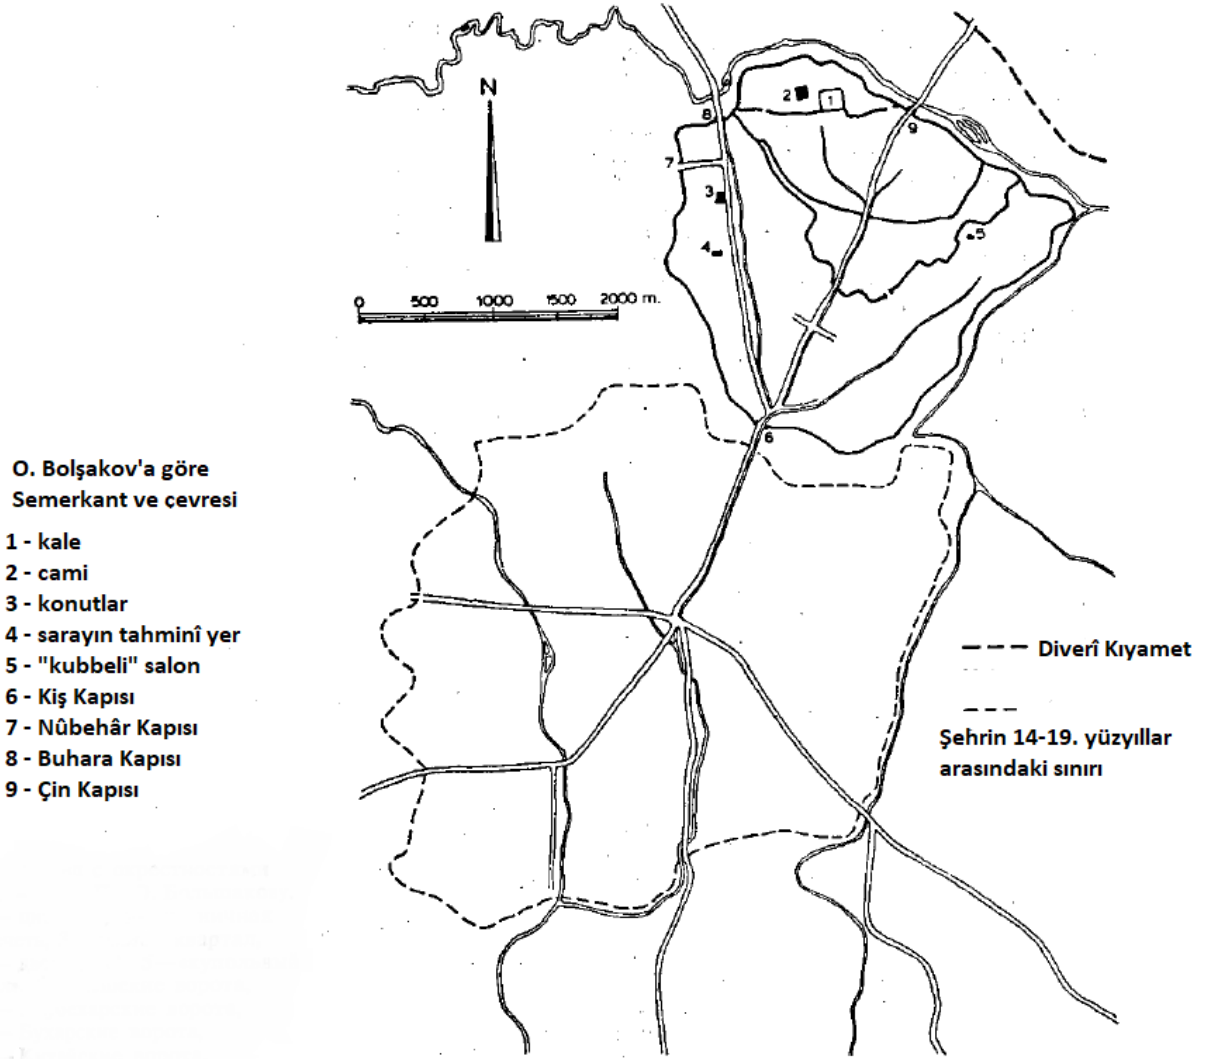 N
0 500 1000 1500 2000 m.
1
2
3
4
5
6
7
8
9
O. Bolşakov'a göre
Semerkant ve çevresi
1 - kale
2 - cami
3 - konutlar
4 - sarayın tahminî yer
5 - "kubbeli" salon
6 - Kiş Kapısı
7 - Nûbehâr Kapısı
8 - Buhara Kapısı
9 - Çin Kapısı
Diverî Kıyamet
Şehrin 14-19. yüzyıllar
arasındaki sınırı